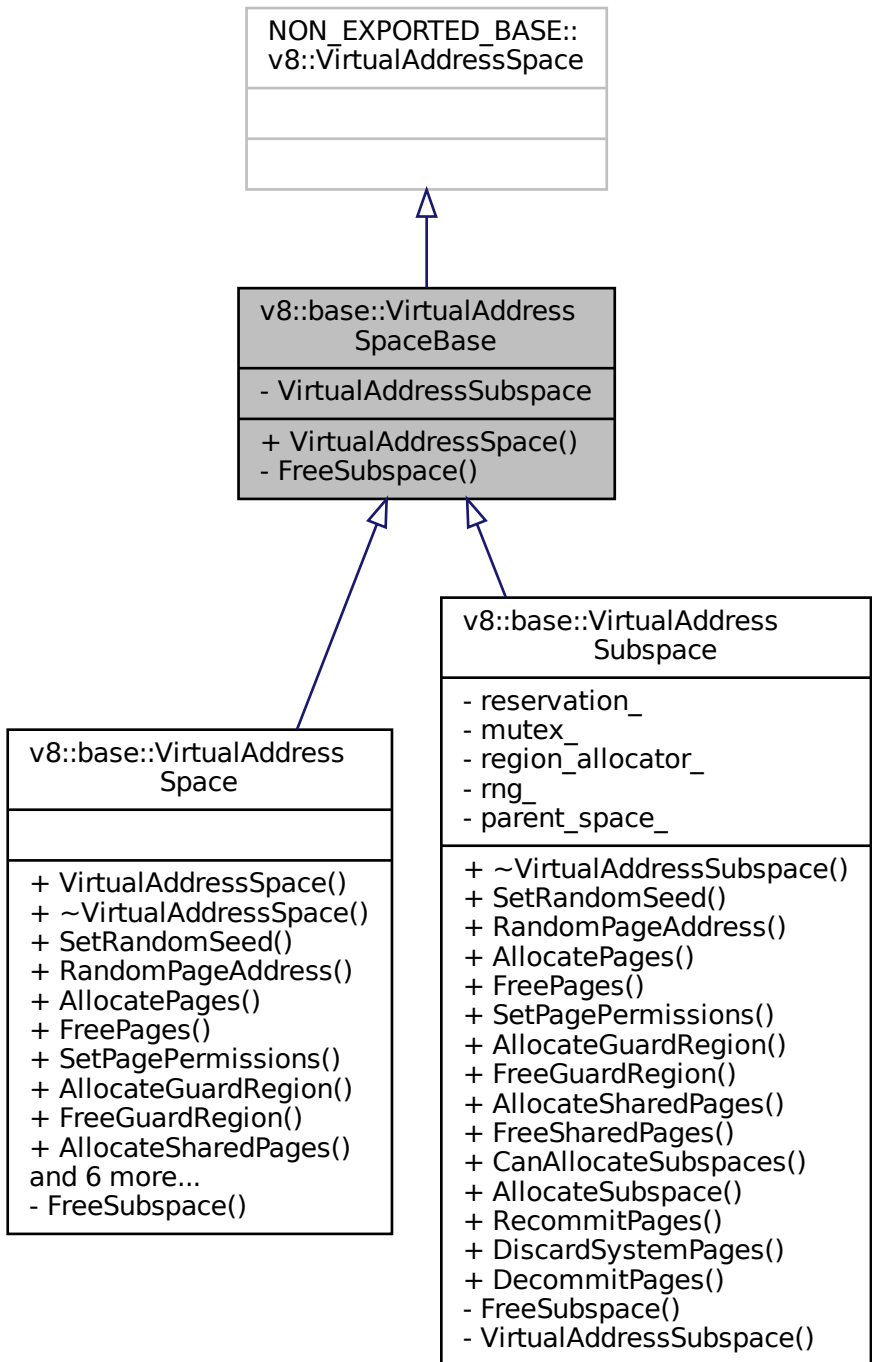 NON_EXPORTED_BASE::
v8::VirtualAddressSpace
v8::base::VirtualAddress
SpaceBase
- VirtualAddressSubspace
+ VirtualAddressSpace()
- FreeSubspace()
v8::base::VirtualAddress
Space
+ VirtualAddressSpace()
+ ~VirtualAddressSpace()
+ SetRandomSeed()
+ RandomPageAddress()
+ AllocatePages()
+ FreePages()
+ SetPagePermissions()
+ AllocateGuardRegion()
+ FreeGuardRegion()
+ AllocateSharedPages()
and 6 more...
- FreeSubspace()
v8::base::VirtualAddress
Subspace
- reservation_
- mutex_
- region_allocator_
- rng_
- parent_space_
+ ~VirtualAddressSubspace()
+ SetRandomSeed()
+ RandomPageAddress()
+ AllocatePages()
+ FreePages()
+ SetPagePermissions()
+ AllocateGuardRegion()
+ FreeGuardRegion()
+ AllocateSharedPages()
+ FreeSharedPages()
+ CanAllocateSubspaces()
+ AllocateSubspace()
+ RecommitPages()
+ DiscardSystemPages()
+ DecommitPages()
- FreeSubspace()
- VirtualAddressSubspace()